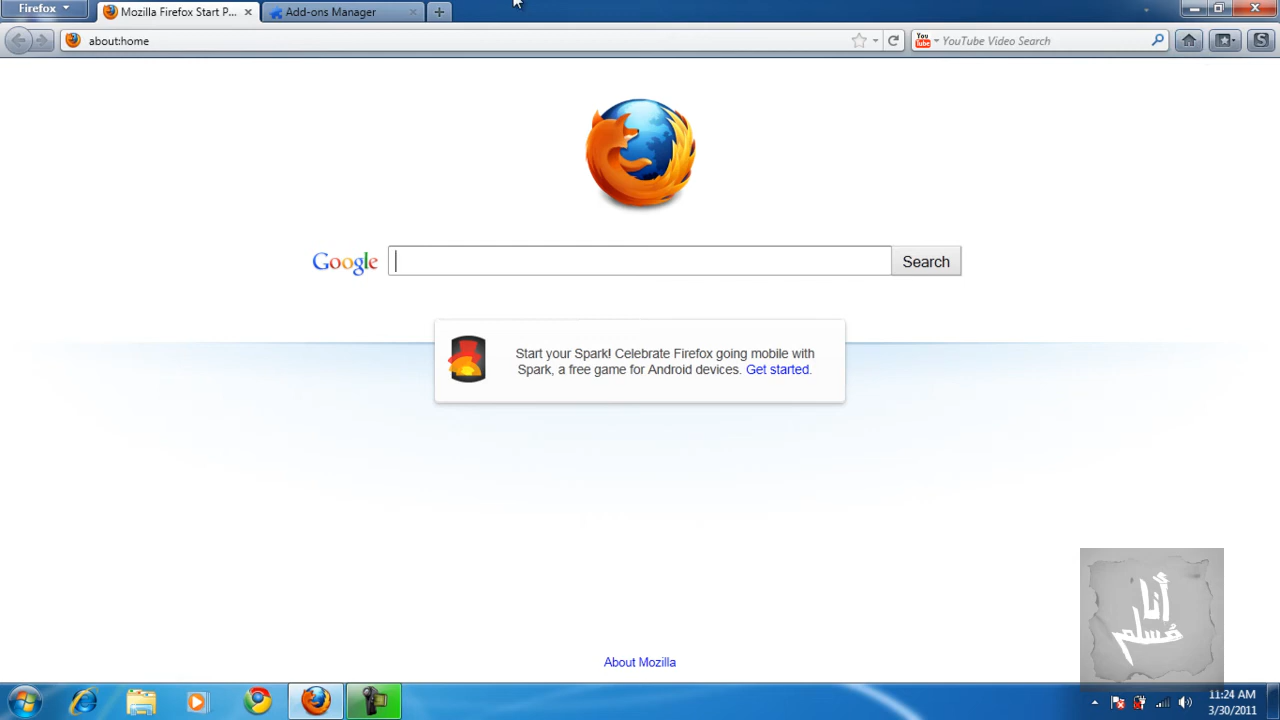 Firefox
Mozilla Firefox Start P...
Add-ons Manager
about:home
You Tube
YouTube Video Search
S
Google
Search
Start your Spark! Celebrate Firefox going mobile with
Spark, a free game for Android devices. Get started.
أنا
مُسلم
About Mozilla
11:24 AM
3/30/2011